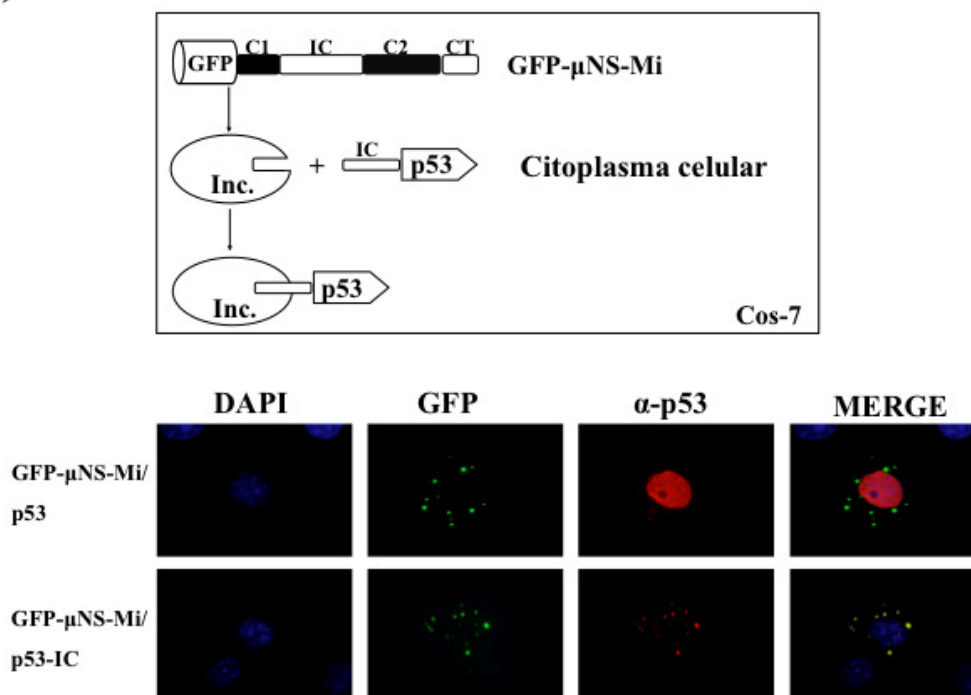 C1 IC C2 CT
GFP GFP-μNS-Mi
IC
Inc. + p53 Citoplasma celular
Inc. p53
Cos-7
DAPI GFP α-p53 MERGE
GFP-μNS-Mi/
p53
GFP-μNS-Mi/
p53-IC